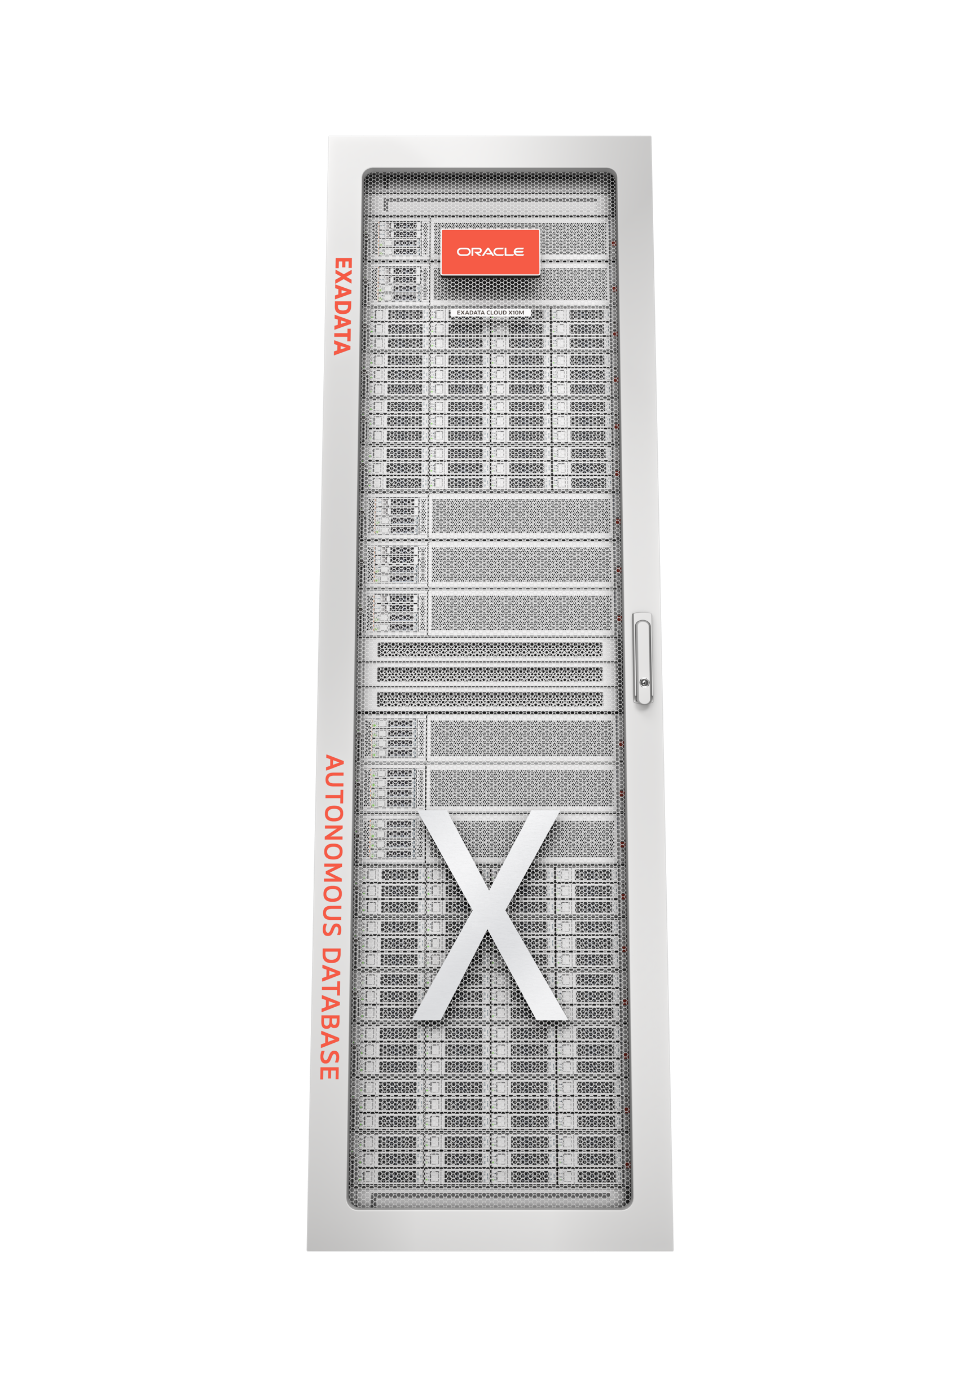 ORACLE
EXADATA CLOUD X10M
EXADATA
AUTONOMOUS DATABASE
X